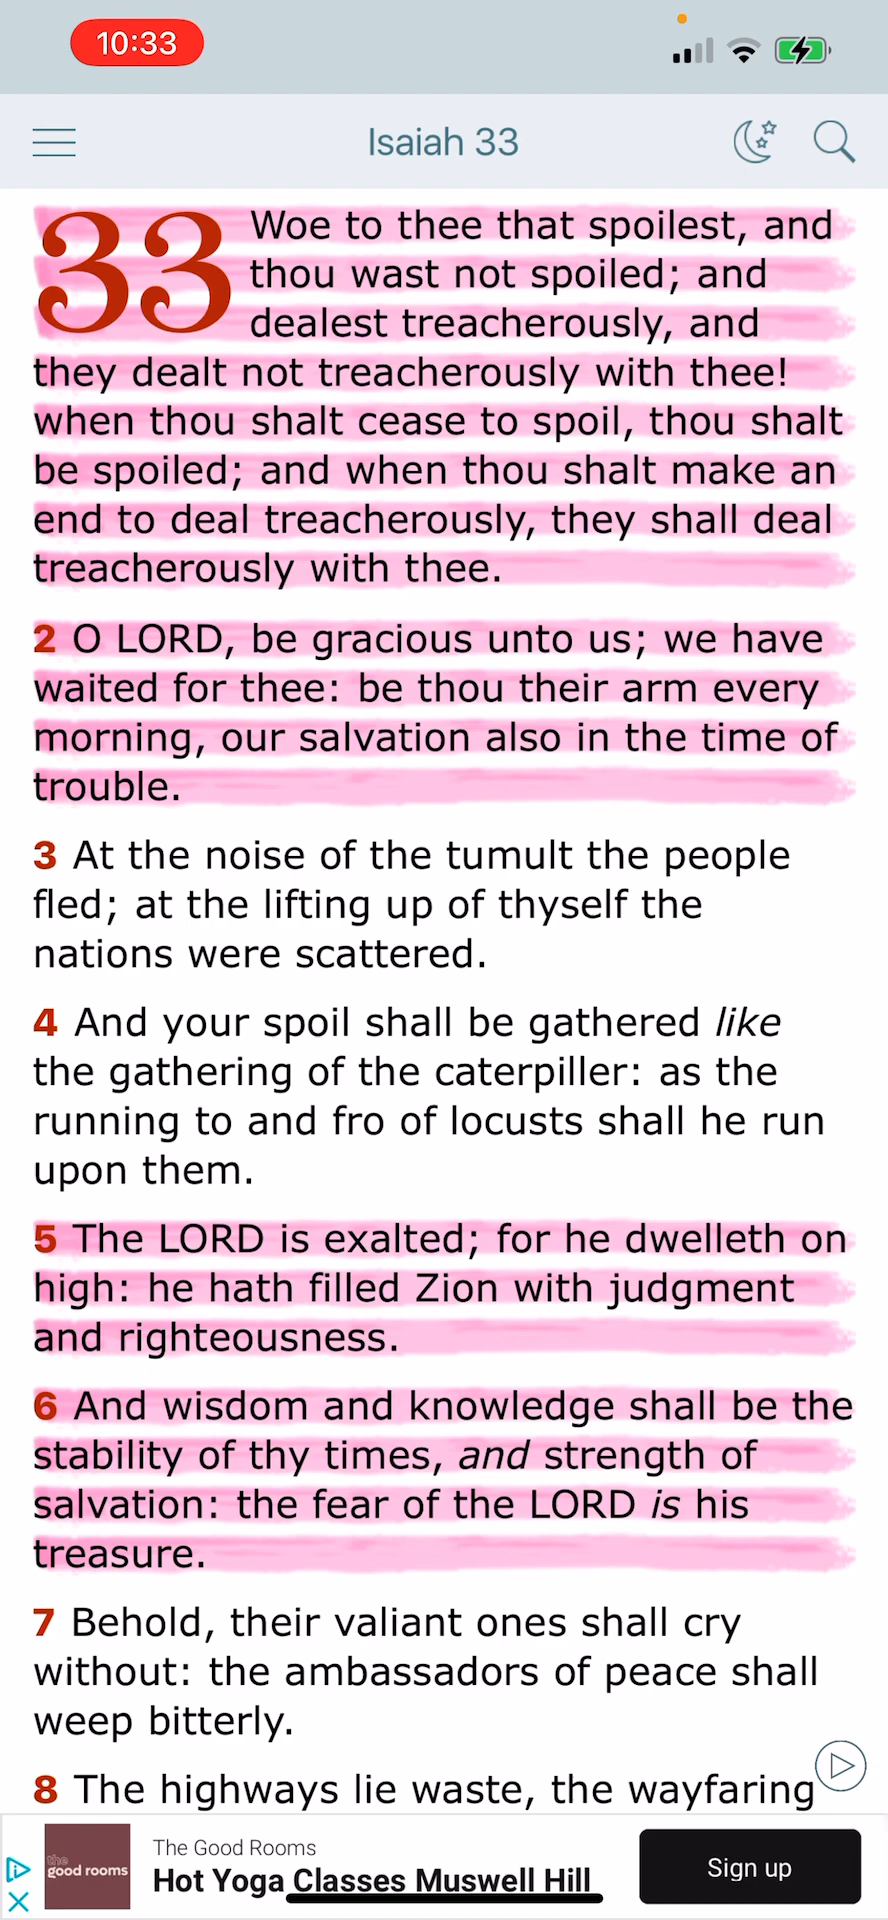 10:33
Isaiah 33
33 Woe to thee that spoilest, and
thou wast not spoiled; and
dealest treacherously, and
they dealt not treacherously with thee!
when thou shalt cease to spoil, thou shalt
be spoiled; and when thou shalt make an
end to deal treacherously, they shall deal
treacherously with thee.
2 O LORD, be gracious unto us; we have
waited for thee: be thou their arm every
morning, our salvation also in the time of
trouble.
3 At the noise of the tumult the people
fled; at the lifting up of thyself the
nations were scattered.
4 And your spoil shall be gathered like
the gathering of the caterpiller: as the
running to and fro of locusts shall he run
upon them.
5 The LORD is exalted; for he dwelleth on
high: he hath filled Zion with judgment
and righteousness.
6 And wisdom and knowledge shall be the
stability of thy times, and strength of
salvation: the fear of the LORD is his
treasure.
7 Behold, their valiant ones shall cry
without: the ambassadors of peace shall
weep bitterly.
8 The highways lie waste, the wayfaring
the
good rooms
The Good Rooms
Hot Yoga Classes Muswell Hill
Sign up